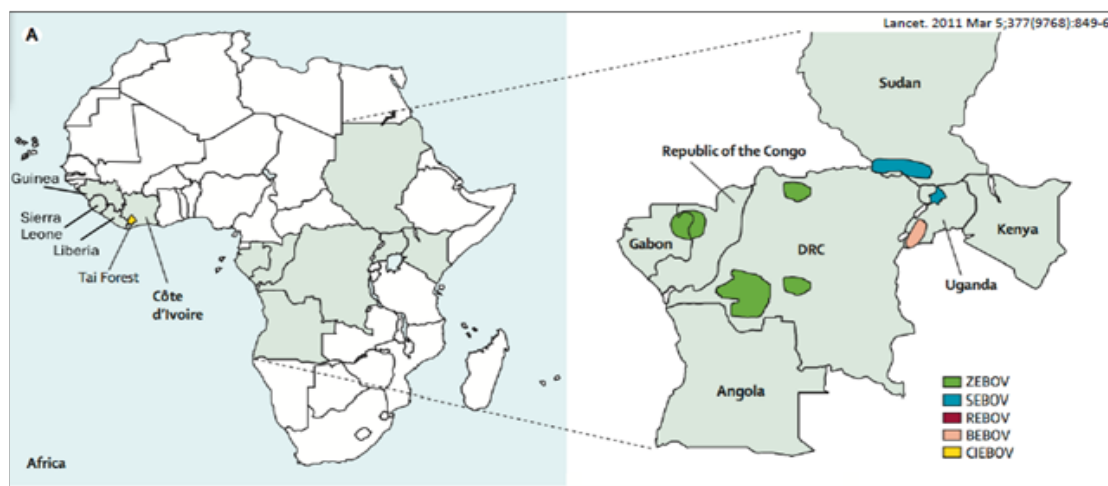 A
Lancet. 2011 Mar 5;377(9768):849-6
Sudan
Republic of the Congo
Guinea
Sierra
Leone
Liberia
Tai Forest
Côte
d'Ivoire
Gabon
DRC
Kenya
Uganda
Angola
ZEBOV
SEBOV
REBOV
BEBOV
CIEBOV
Africa